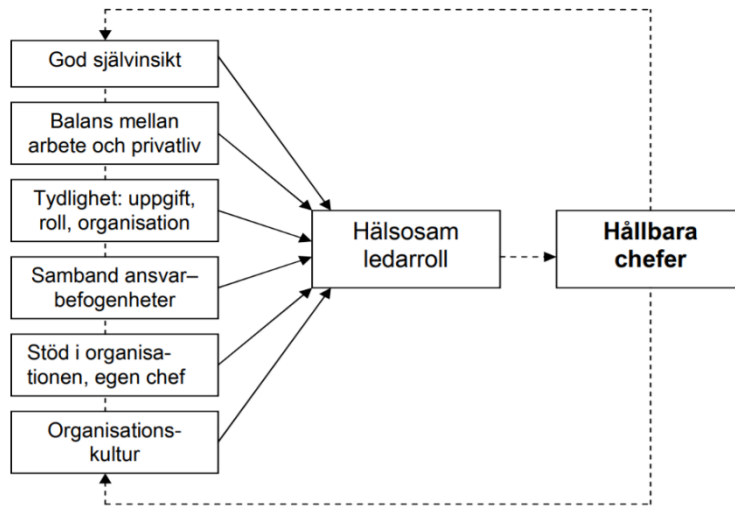 God självinsikt
Balans mellan
arbete och privatliv
Tydlighet: uppgift,
roll, organisation
Samband ansvar–
befogenheter
Stöd i organisa-
tionen, egen chef
Organisations-
kultur
Hälsosam
ledarroll
Hållbara
chefer